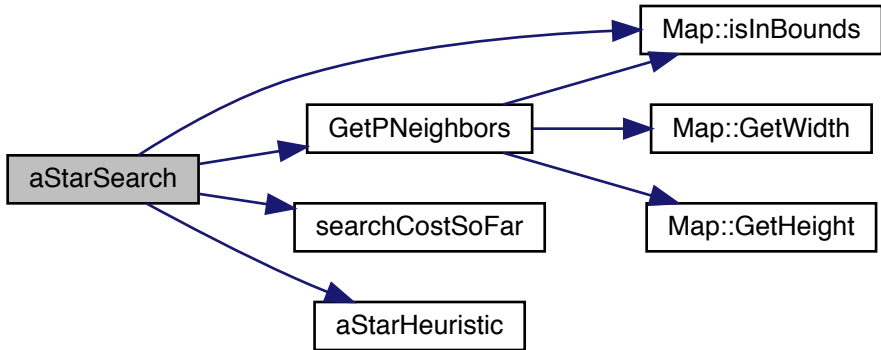 Map::isInBounds
GetPNeighbors
Map::GetWidth
aStarSearch
searchCostSoFar
Map::GetHeight
aStarHeuristic